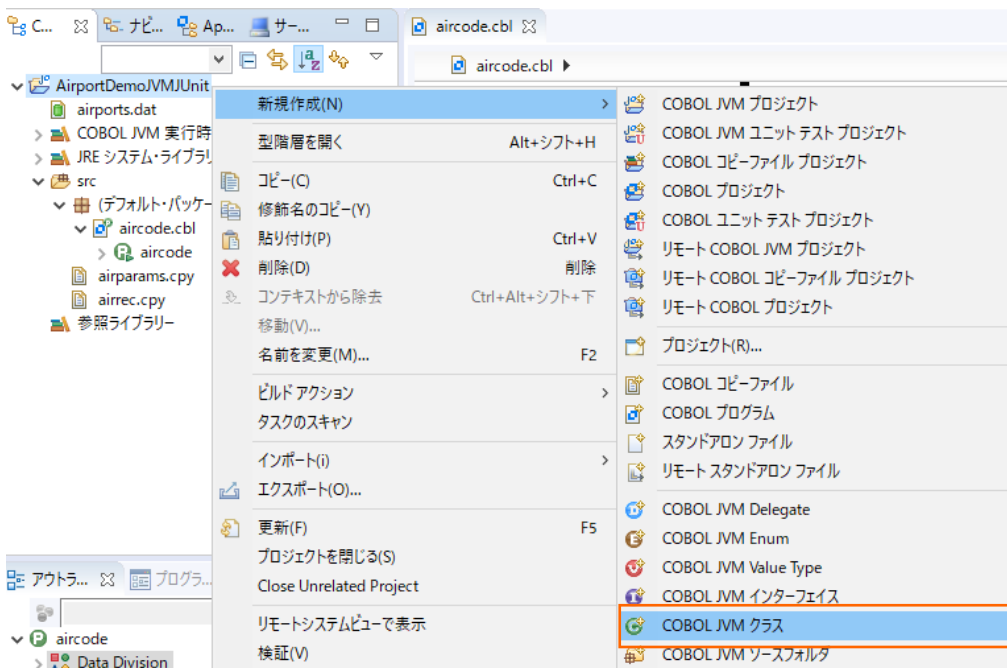 C...
ナビ...
Ap...
サー...
AirportDemoJVMJUnit
airports.dat
COBOL JVM 実行時
JRE システム・ライブラリ
src
(デフォルト・パッケー
aircode.cbl
aircode
airparams.cpy
airrec.cpy
参照ライブラリー
アウトラ...
プログラ...
aircode
Data Division
aircode.cbl
aircode.cbl
新規作成(N)
型階層を開く Alt+シフト+H
コピー(C) Ctrl+C
修飾名のコピー(Y)
貼り付け(P) Ctrl+V
削除(D) 削除
コンテキストから除去 Ctrl+Alt+シフト+下
移動(V)...
名前を変更(M)... F2
ビルド アクション
タスクのスキャン
インポート(i)
エクスポート(O)...
更新(F) F5
プロジェクトを閉じる(S)
Close Unrelated Project
リモートシステムビューで表示
検証(V)
COBOL JVM プロジェクト
COBOL JVM ユニット テスト プロジェクト
COBOL コピーファイル プロジェクト
COBOL プロジェクト
COBOL ユニット テスト プロジェクト
リモート COBOL JVM プロジェクト
リモート COBOL コピーファイル プロジェクト
リモート COBOL プロジェクト
プロジェクト(R)...
COBOL コピーファイル
COBOL プログラム
スタンドアロン ファイル
リモート スタンドアロン ファイル
COBOL JVM Delegate
COBOL JVM Enum
COBOL JVM Value Type
COBOL JVM インターフェイス
COBOL JVM クラス
COBOL JVM ソースフォルダ